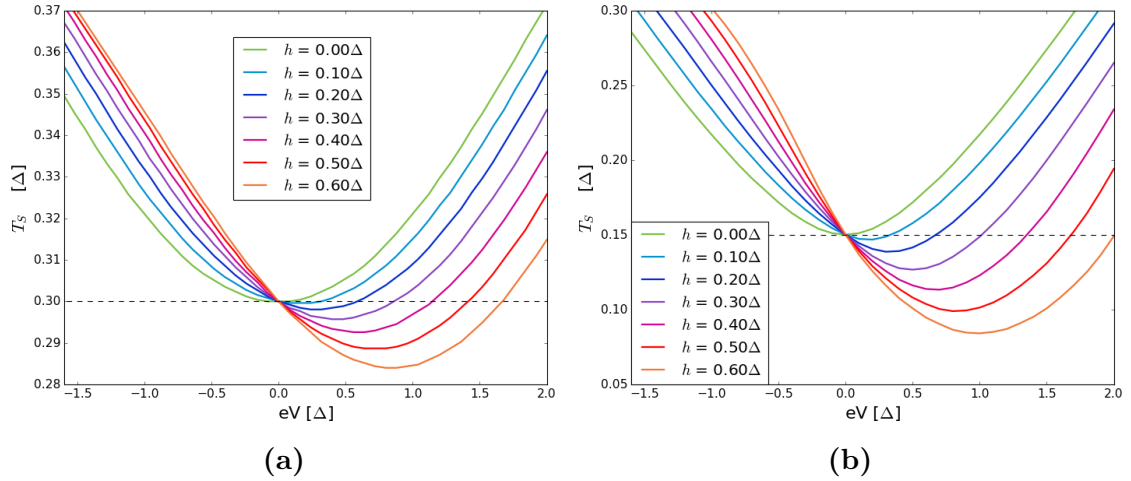 0.37
0.36
0.35
0.34
0.33
0.32
0.31
0.30
0.29
0.28
T_S [Δ]
h = 0.00Δ
h = 0.10Δ
h = 0.20Δ
h = 0.30Δ
h = 0.40Δ
h = 0.50Δ
h = 0.60Δ
−1.5 −1.0 −0.5 0.0 0.5 1.0 1.5 2.0
eV [Δ]
(a)
0.30
0.25
0.20
0.15
0.10
0.05
T_S [Δ]
h = 0.00Δ
h = 0.10Δ
h = 0.20Δ
h = 0.30Δ
h = 0.40Δ
h = 0.50Δ
h = 0.60Δ
−1.5 −1.0 −0.5 0.0 0.5 1.0 1.5 2.0
eV [Δ]
(b)